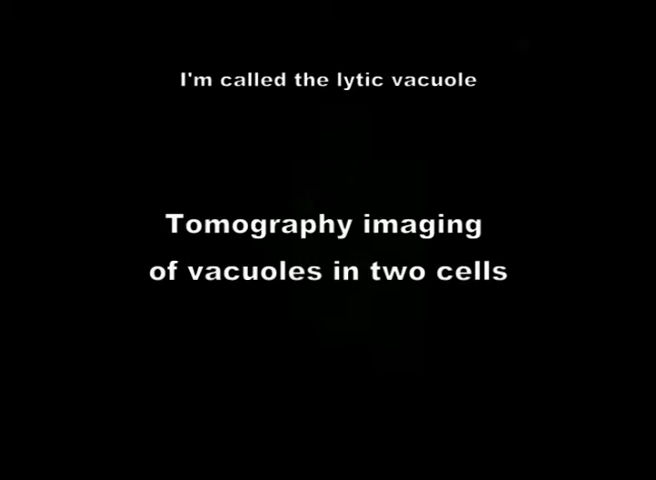 I'm called the lytic vacuole
Tomography imaging
of vacuoles in two cells